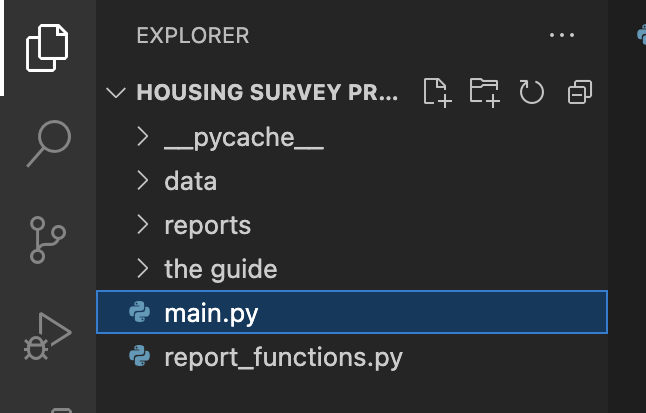 EXPLORER
HOUSING SURVEY PR...
__pycache__
data
reports
the guide
main.py
report_functions.py